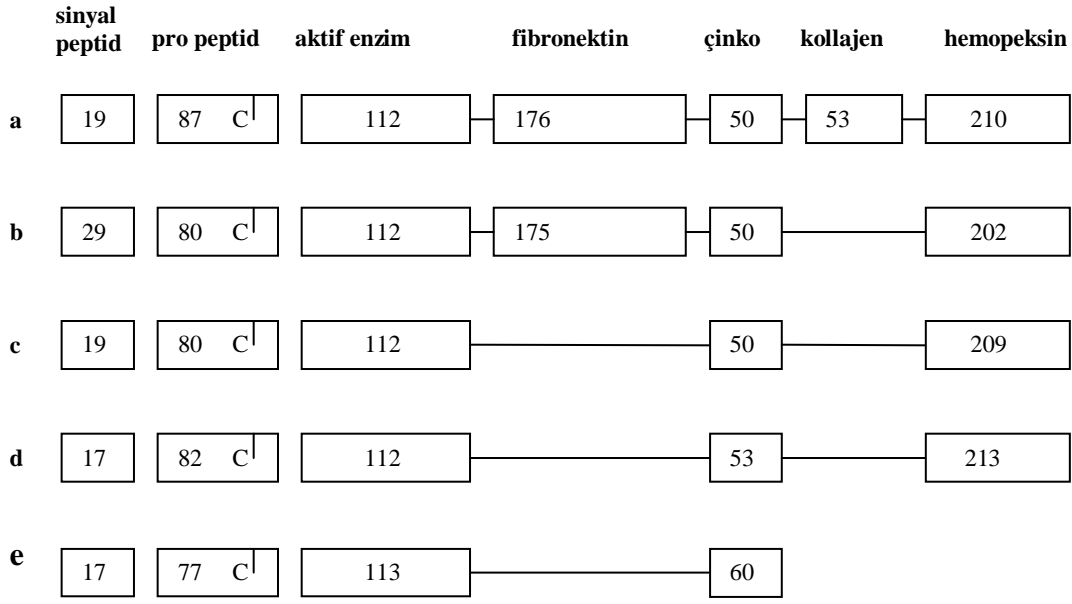 sinyal peptid pro peptid aktif enzim fibronektin çinko kollajen hemopeksin
a 19 87 C 112 176 50 53 210
b 29 80 C 112 175 50 202
c 19 80 C 112 50 209
d 17 82 C 112 53 213
e 17 77 C 113 60